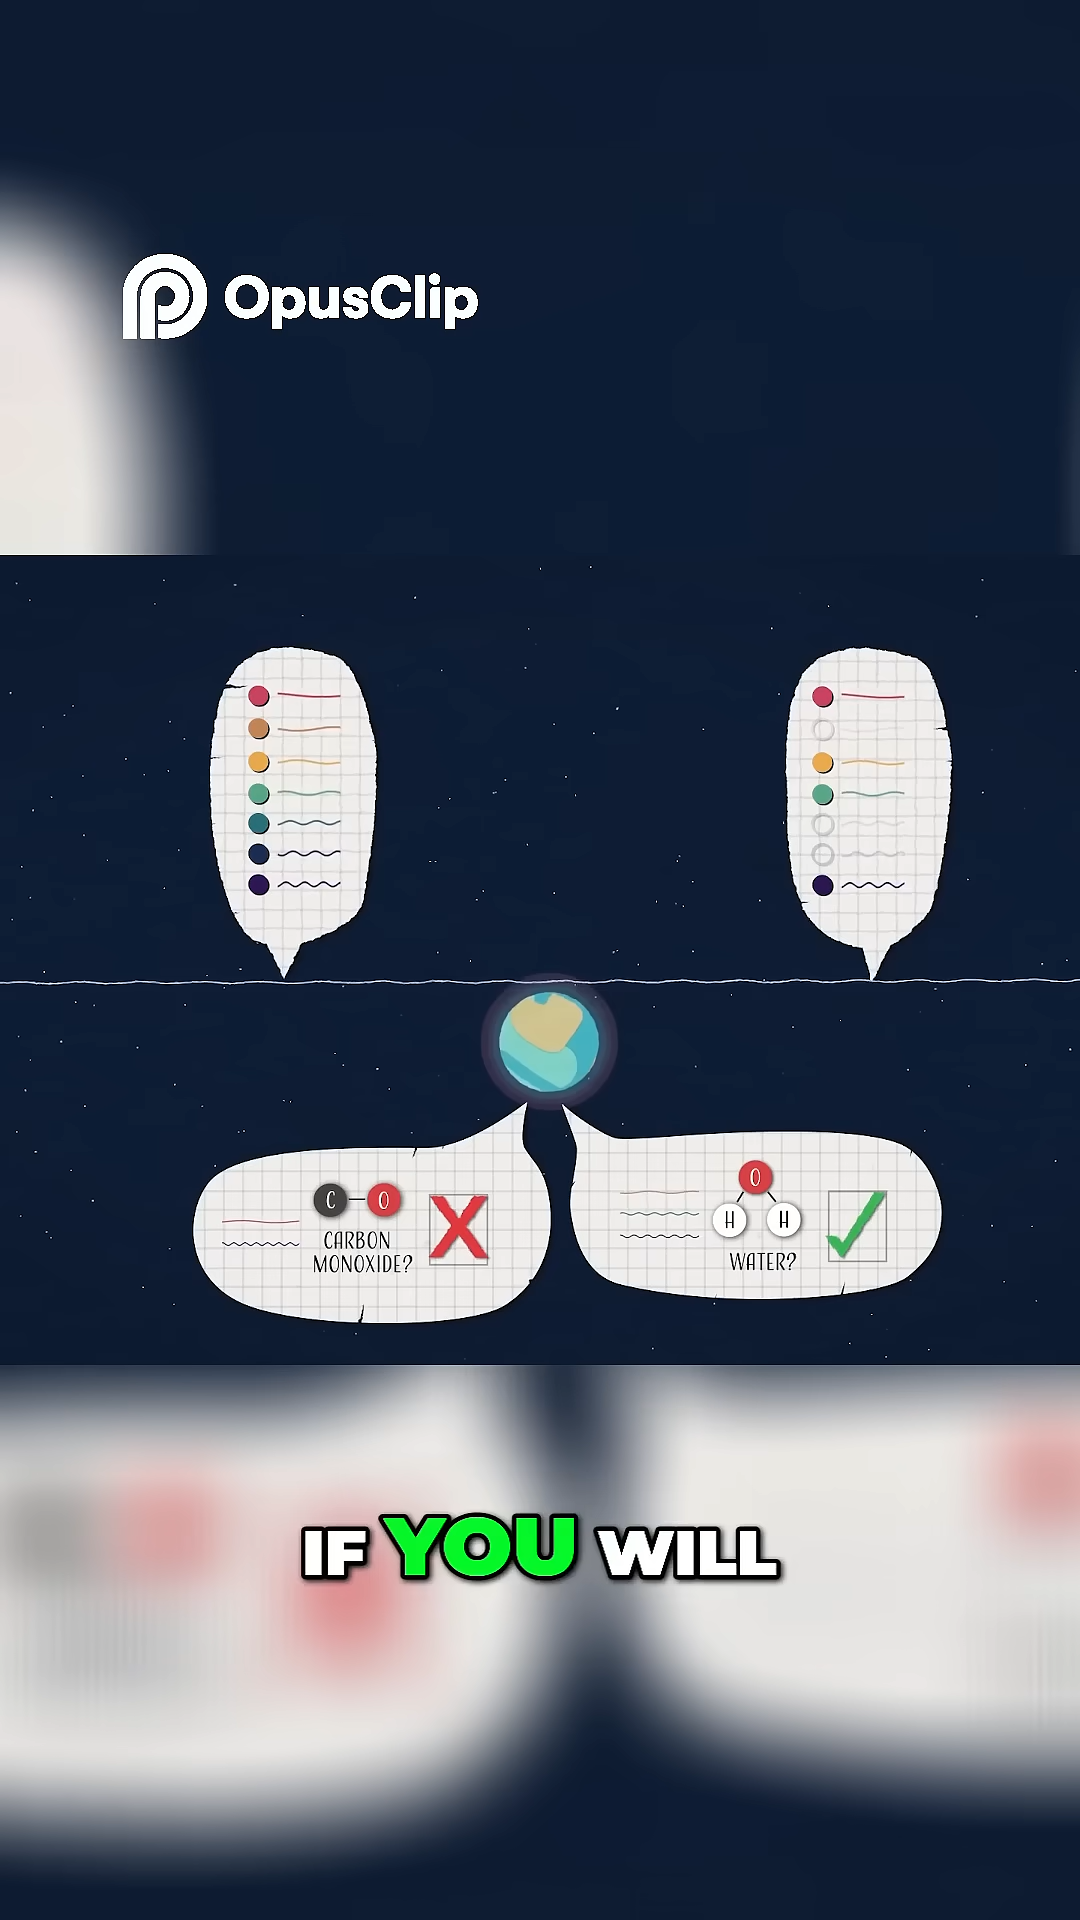 OpusClip
C O
CARBON
MONOXIDE?
O
H H
WATER?
IF YOU WILL